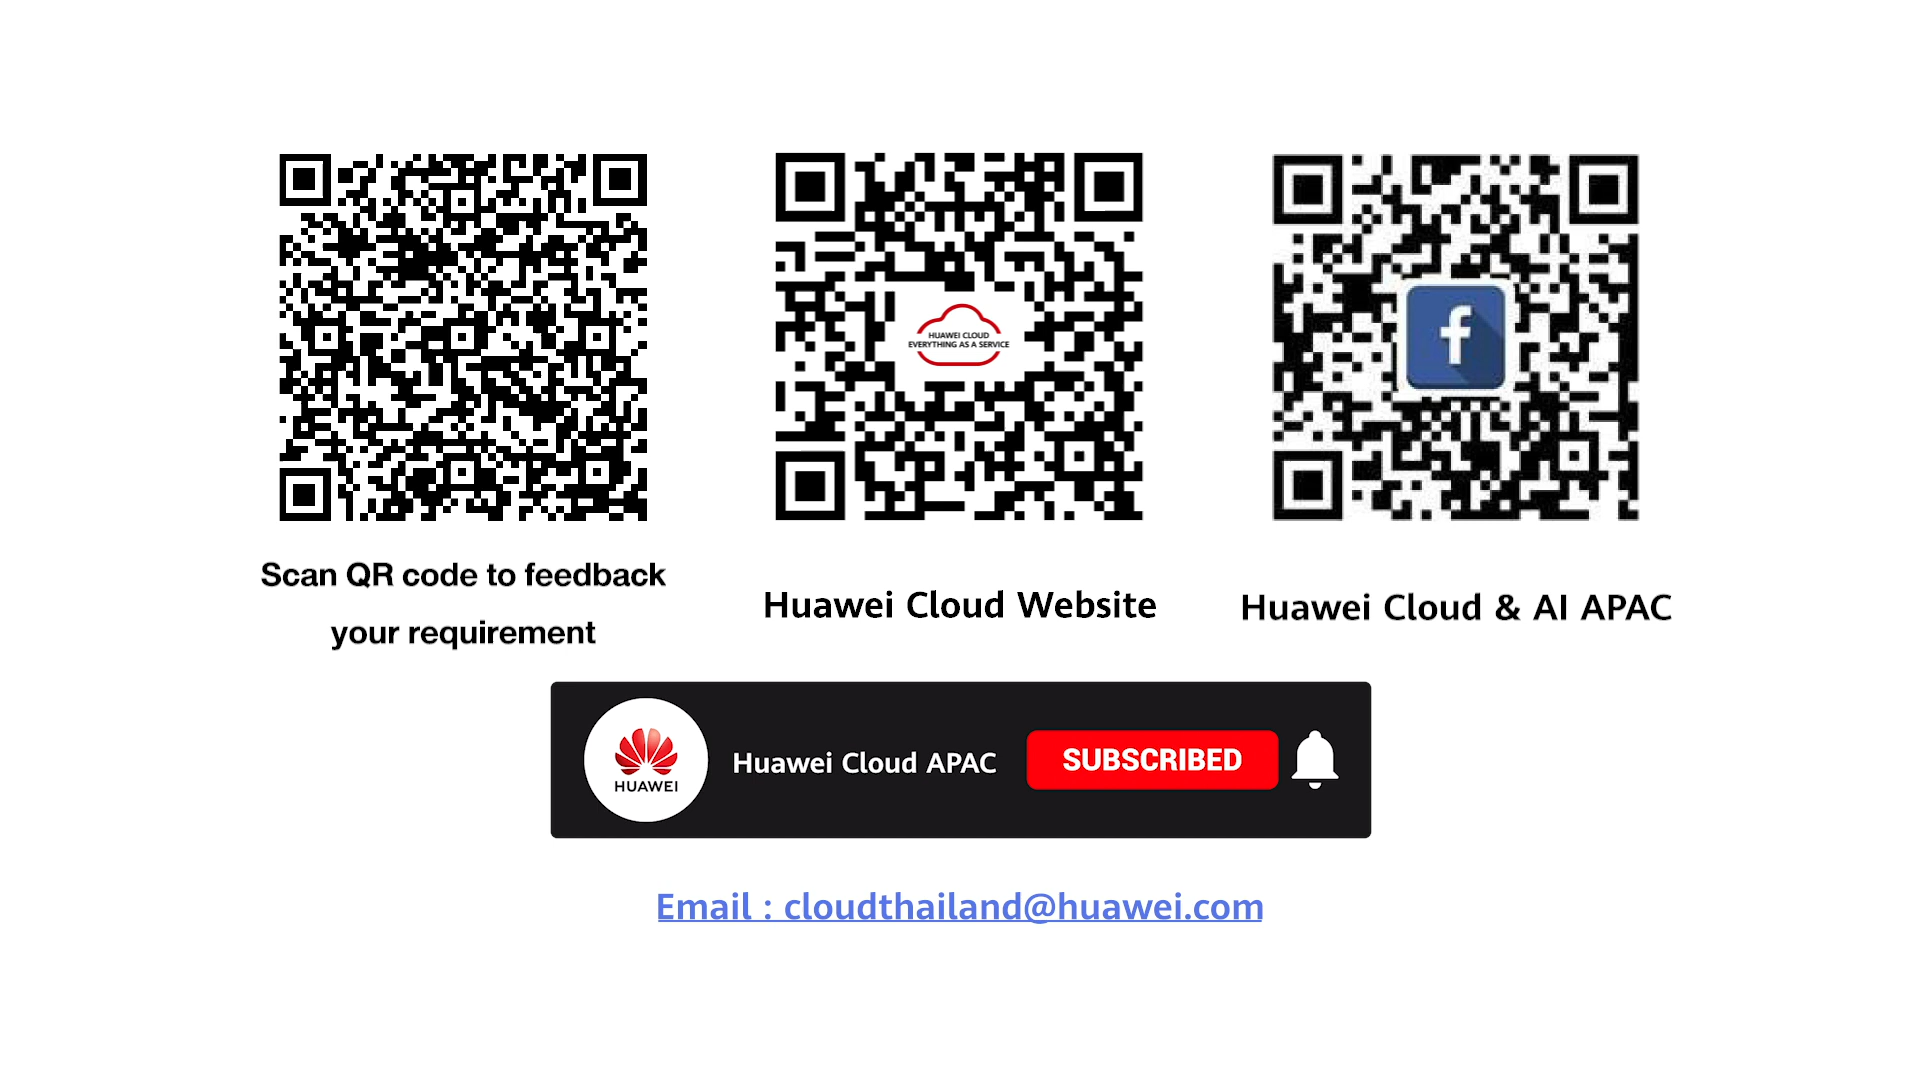 HUAWEI CLOUD
EVERYTHING AS A SERVICE
f
Scan QR code to feedback
your requirement
Huawei Cloud Website
Huawei Cloud & AI APAC
HUAWEI
Huawei Cloud APAC
SUBSCRIBED
Email : cloudthailand@huawei.com